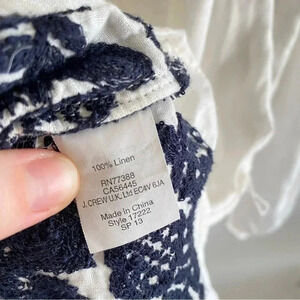 100% Linen
RN77388
CA56445
J.CREW U.K. Ltd EC4V 6JA
Made in China
Style 17222
SP 13